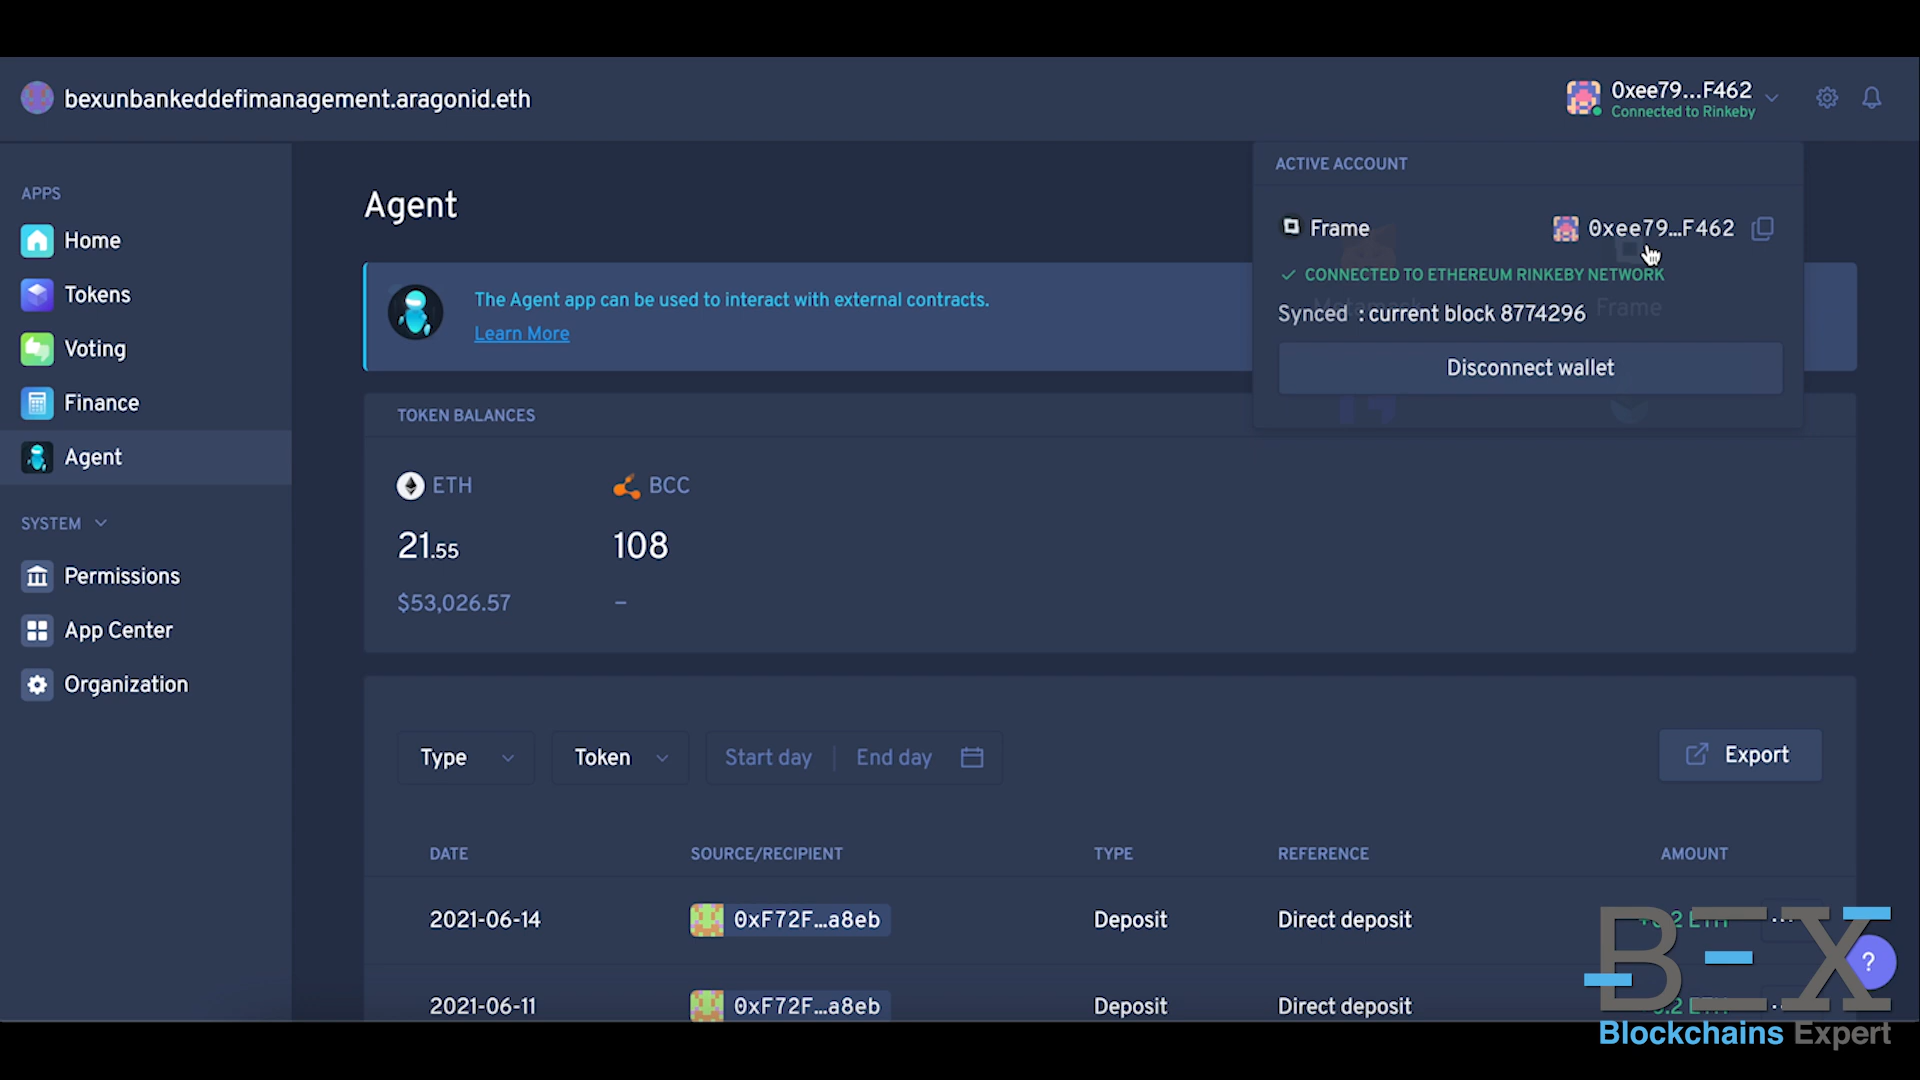 bexunbankeddefimanagement.aragonid.eth
0xee79...F462
Connected to Rinkeby
APPS
Home
Tokens
Voting
Finance
Agent
SYSTEM
Permissions
App Center
Organization
Agent
The Agent app can be used to interact with external contracts.
Learn More
ACTIVE ACCOUNT
Frame 0xee79…F462
CONNECTED TO ETHEREUM RINKEBY NETWORK
Synced : current block 8774296
Disconnect wallet
Metamask Frame
TOKEN BALANCES
ETH BCC
21.55 108
$53,026.57 –
Type Token Start day End day Export
DATE SOURCE/RECIPIENT TYPE REFERENCE AMOUNT
2021-06-14 0xF72F…a8eb Deposit Direct deposit ETH
2021-06-11 0xF72F…a8eb Deposit Direct deposit ETH
?
BEX
Blockchains Expert